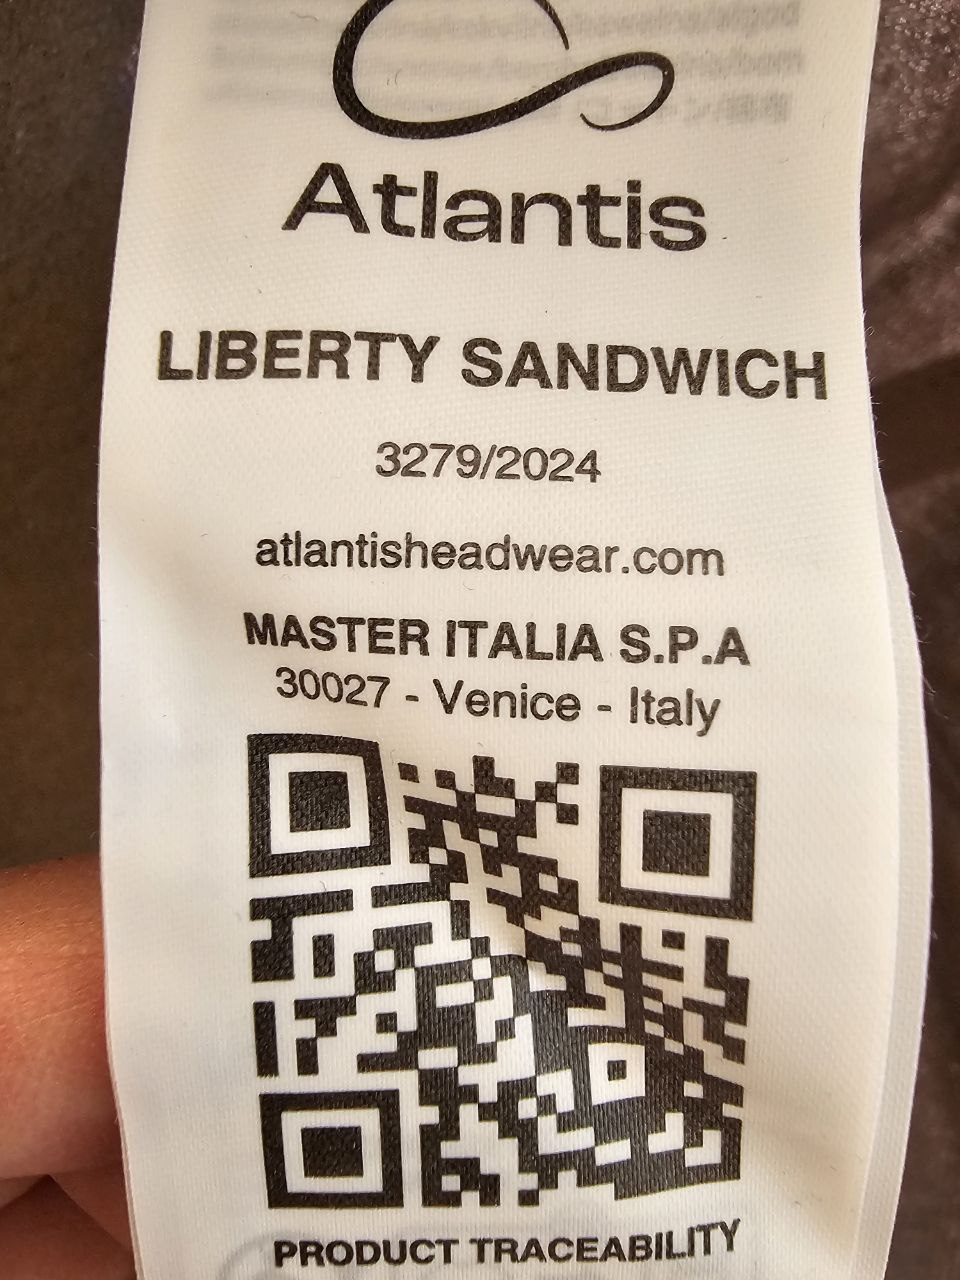 Atlantis
LIBERTY SANDWICH
3279/2024
atlantisheadwear.com
MASTER ITALIA S.P.A
30027 - Venice - Italy
PRODUCT TRACEABILITY